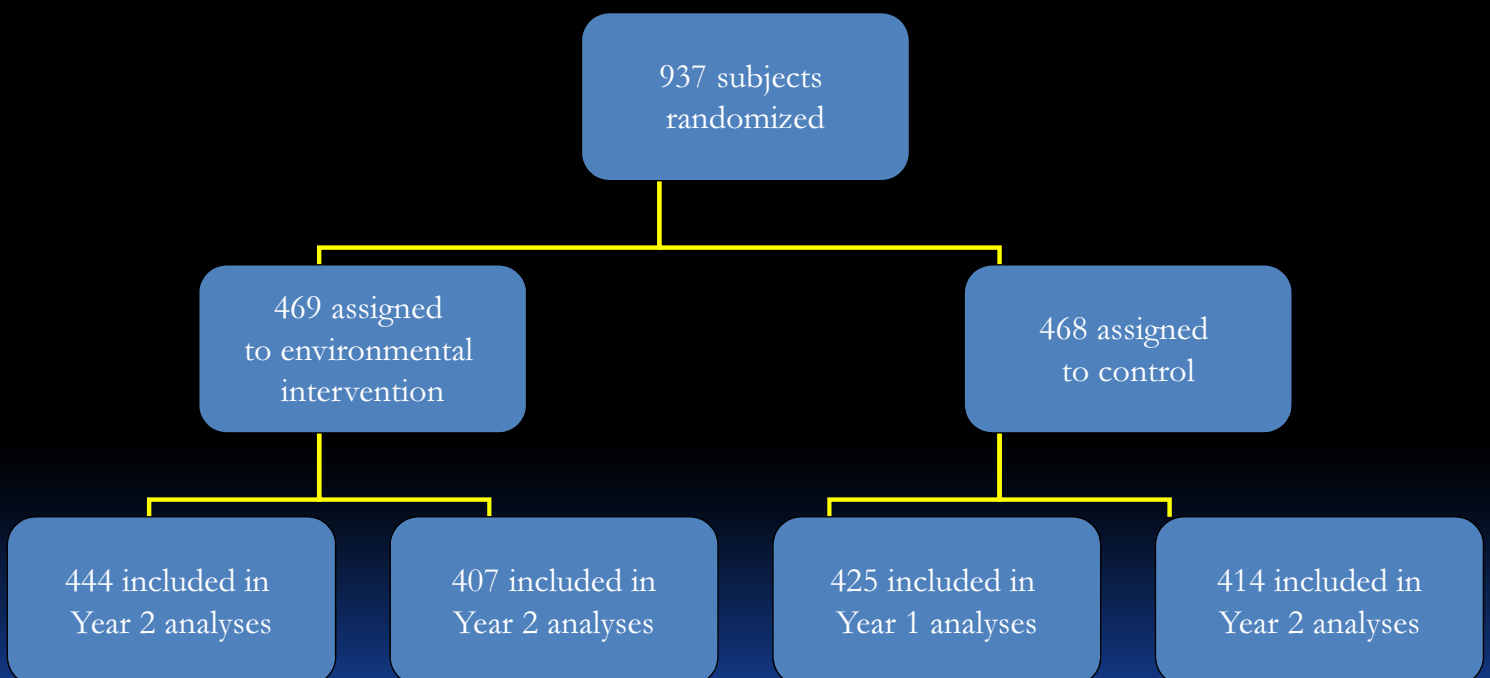 937 subjects
randomized
469 assigned
to environmental
intervention
468 assigned
to control
444 included in
Year 2 analyses
407 included in
Year 2 analyses
425 included in
Year 1 analyses
414 included in
Year 2 analyses